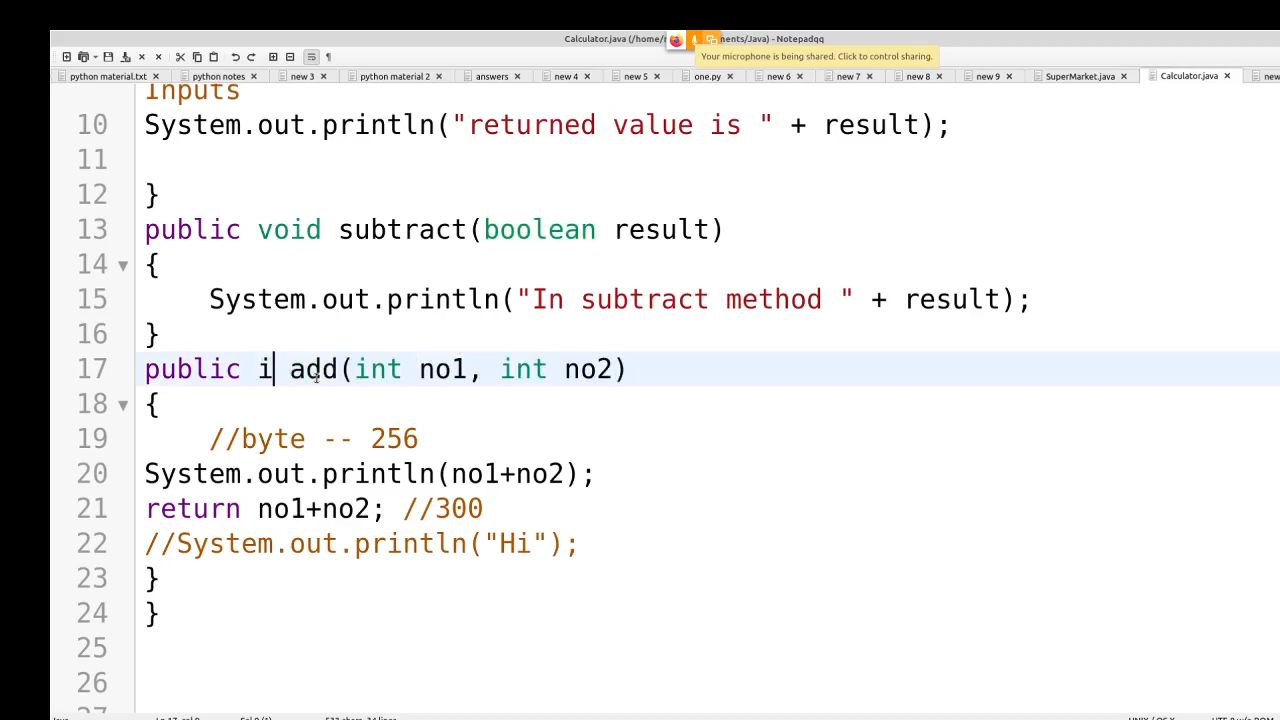 Calculator.java (/home/ ments/Java) - Notepadqq
Your microphone is being shared. Click to control sharing.
python material.txt python notes new 3 python material 2 answers new 4 new 5 one.py new 6 new 7 new 8 new 9 SuperMarket.java Calculator.java new
Inputs
10 System.out.println("returned value is " + result);
11
12 }
13 public void subtract(boolean result)
14 {
15 System.out.println("In subtract method " + result);
16 }
17 public i add(int no1, int no2)
18 {
19 //byte -- 256
20 System.out.println(no1+no2);
21 return no1+no2; //300
22 //System.out.println("Hi");
23 }
24 }
25
26
27